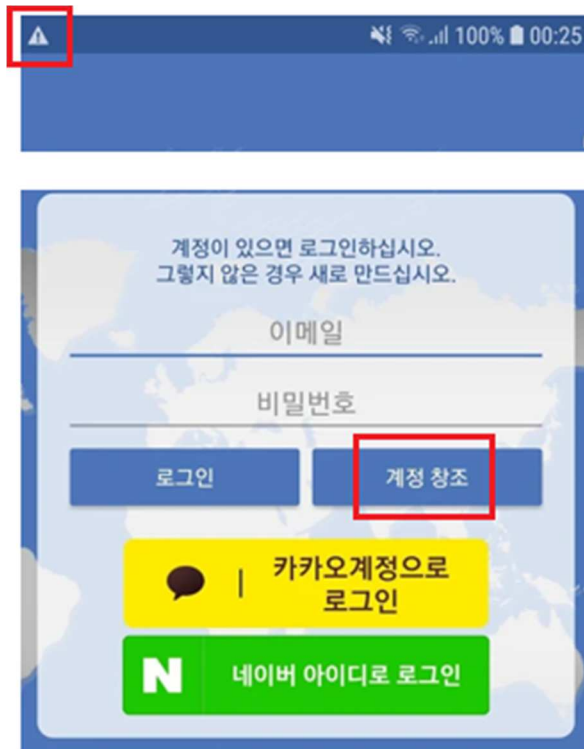 100% 00:25
계정이 있으면 로그인하십시오.
그렇지 않은 경우 새로 만드십시오.
이메일
비밀번호
로그인
계정 창조
카카오계정으로
로그인
N
네이버 아이디로 로그인